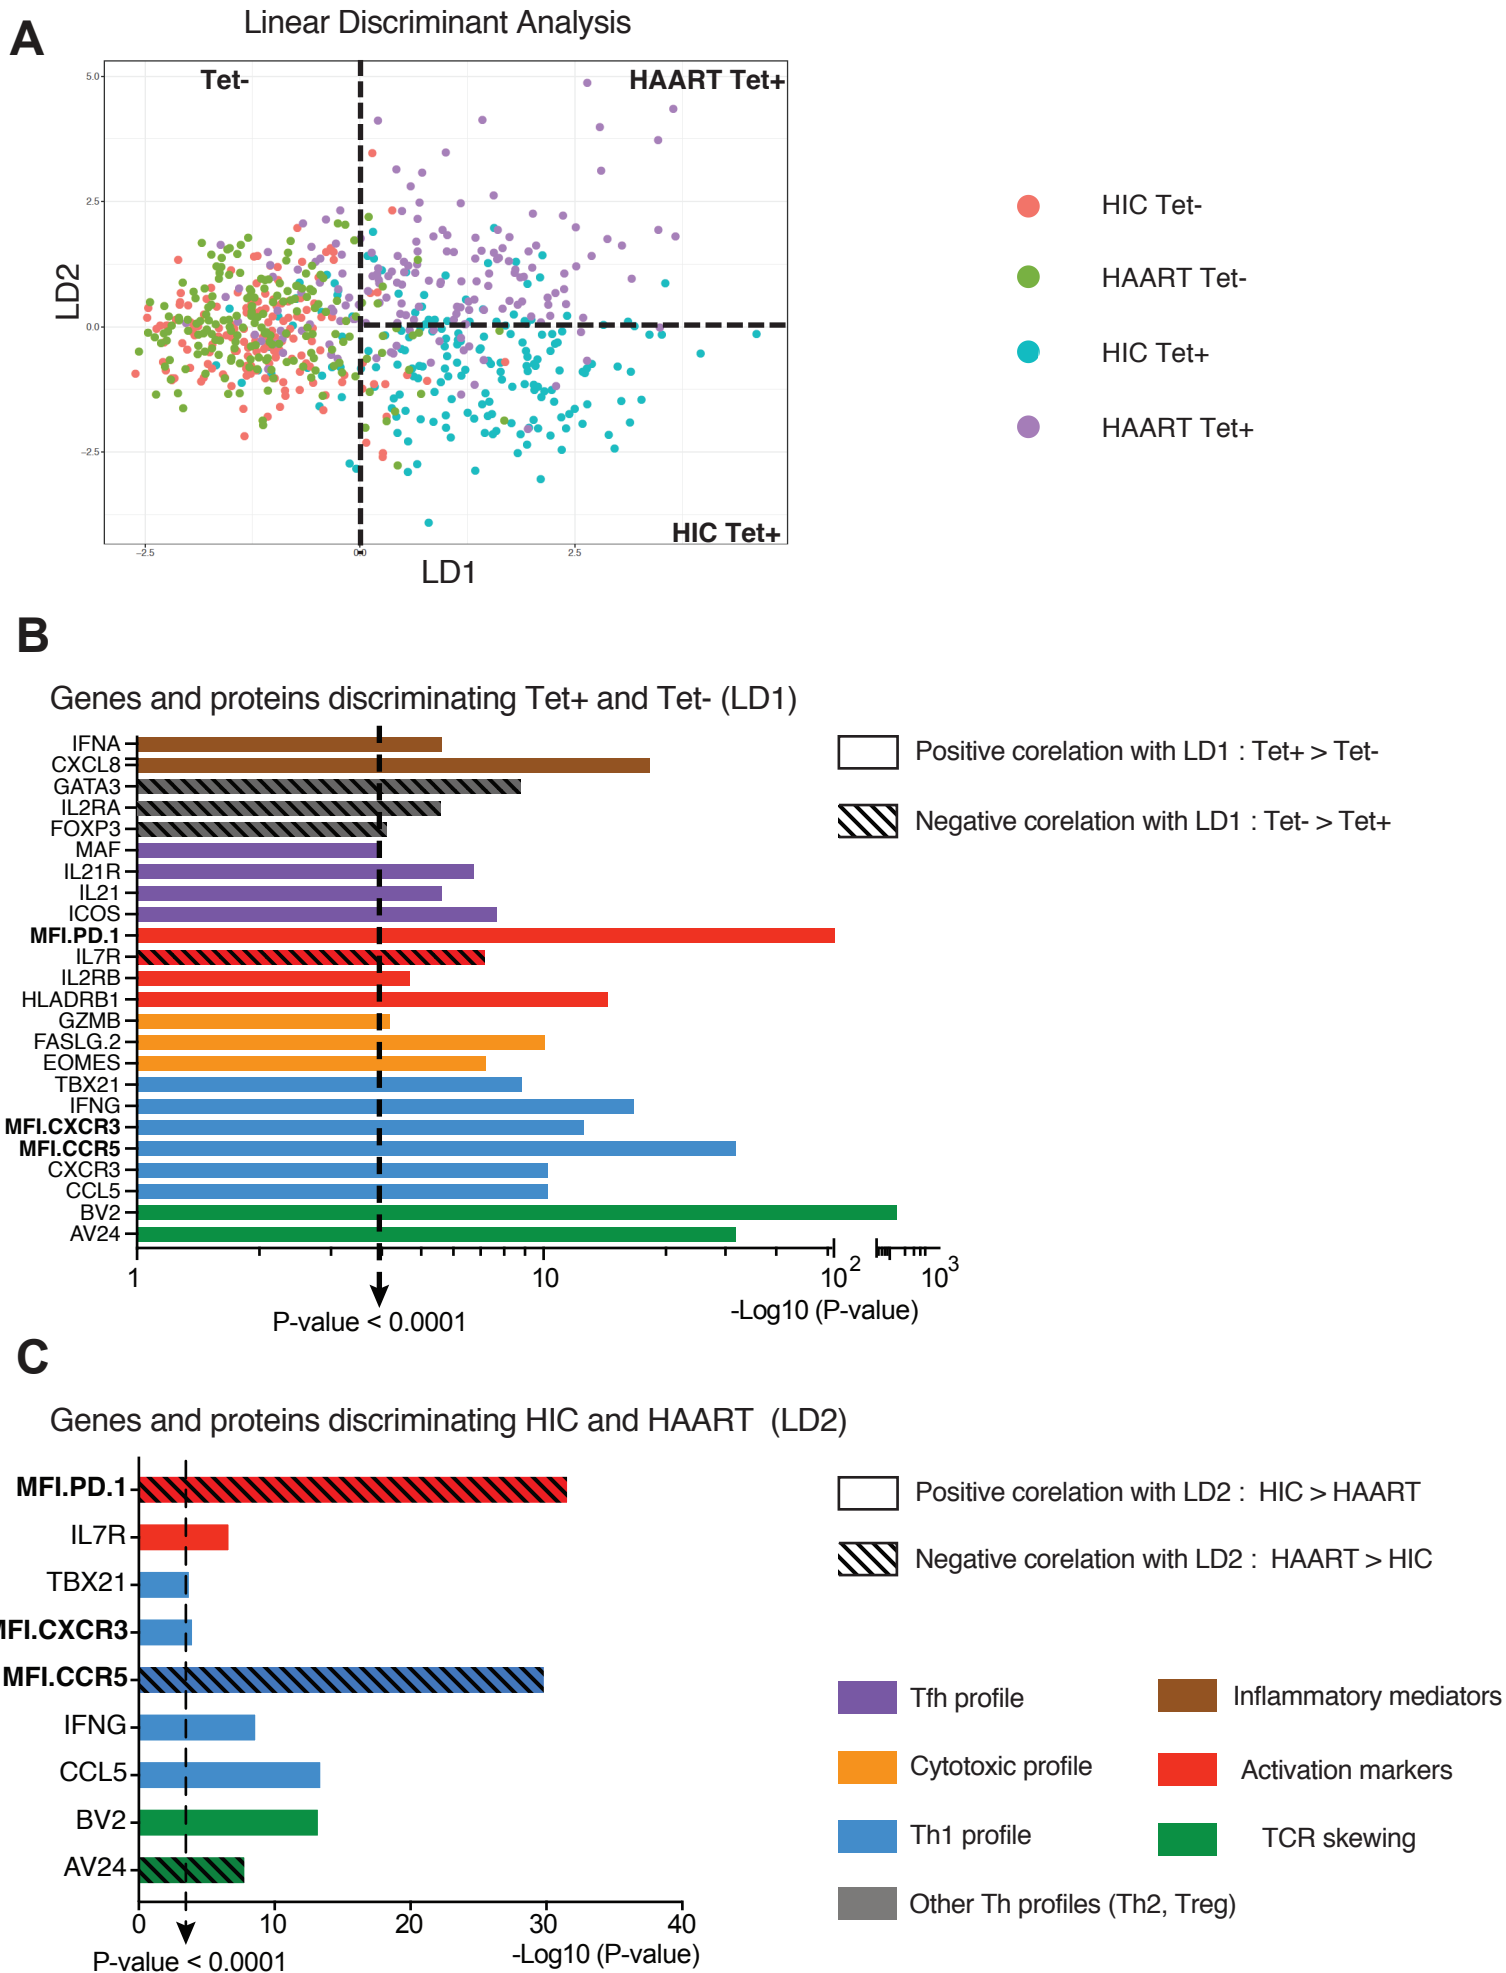 A
Linear Discriminant Analysis
Tet-
HAART Tet+
HIC Tet+
5.0
2.5
0.0
−2.5
LD2
−2.5
0.0
2.5
LD1
HIC Tet-
HAART Tet-
HIC Tet+
HAART Tet+
B
Genes and proteins discriminating Tet+ and Tet- (LD1)
IFNA
CXCL8
GATA3
IL2RA
FOXP3
MAF
IL21R
IL21
ICOS
MFI.PD.1
IL7R
IL2RB
HLADRB1
GZMB
FASLG.2
EOMES
TBX21
IFNG
MFI.CXCR3
MFI.CCR5
CXCR3
CCL5
BV2
AV24
1
10
10^2
10^3
P-value < 0.0001
-Log10 (P-value)
Positive corelation with LD1 : Tet+ > Tet-
Negative corelation with LD1 : Tet- > Tet+
C
Genes and proteins discriminating HIC and HAART (LD2)
MFI.PD.1
IL7R
TBX21
MFI.CXCR3
MFI.CCR5
IFNG
CCL5
BV2
AV24
0
10
20
30
40
P-value < 0.0001
-Log10 (P-value)
Positive corelation with LD2 : HIC > HAART
Negative corelation with LD2 : HAART > HIC
Tfh profile
Inflammatory mediators
Cytotoxic profile
Activation markers
Th1 profile
TCR skewing
Other Th profiles (Th2, Treg)